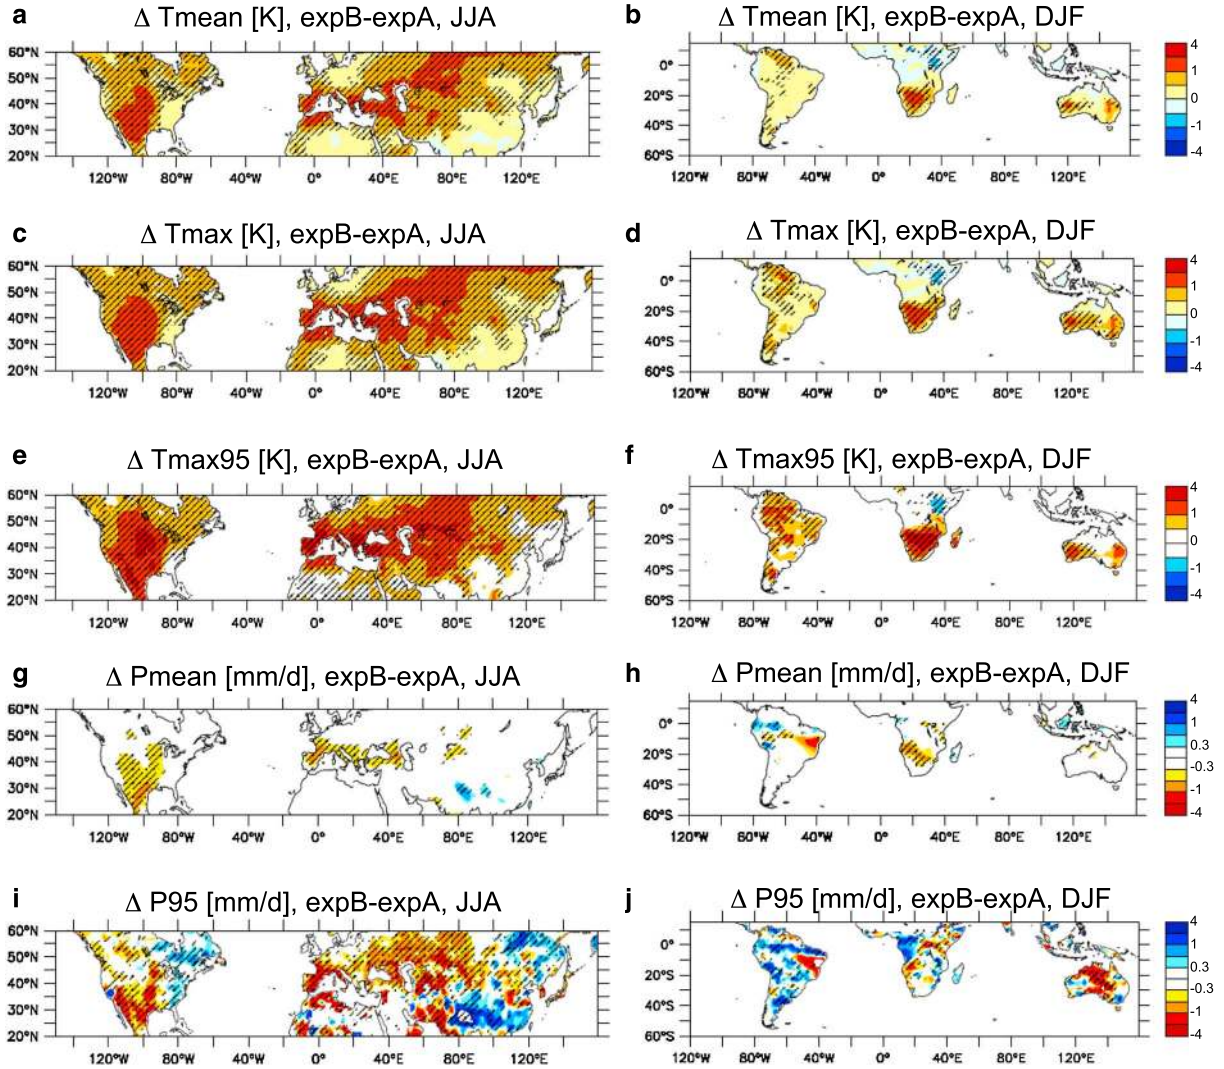 a Δ Tmean [K], expB-expA, JJA
60°N
50°N
40°N
30°N
20°N
120°W 80°W 40°W 0° 40°E 80°E 120°E
b Δ Tmean [K], expB-expA, DJF
0°
20°S
40°S
60°S
120°W 80°W 40°W 0° 40°E 80°E 120°E
4
1
0
-1
-4
c Δ Tmax [K], expB-expA, JJA
60°N
50°N
40°N
30°N
20°N
120°W 80°W 40°W 0° 40°E 80°E 120°E
d Δ Tmax [K], expB-expA, DJF
0°
20°S
40°S
60°S
120°W 80°W 40°W 0° 40°E 80°E 120°E
4
1
0
-1
-4
e Δ Tmax95 [K], expB-expA, JJA
60°N
50°N
40°N
30°N
20°N
120°W 80°W 40°W 0° 40°E 80°E 120°E
f Δ Tmax95 [K], expB-expA, DJF
0°
20°S
40°S
60°S
120°W 80°W 40°W 0° 40°E 80°E 120°E
4
1
0
-1
-4
g Δ Pmean [mm/d], expB-expA, JJA
60°N
50°N
40°N
30°N
20°N
120°W 80°W 40°W 0° 40°E 80°E 120°E
h Δ Pmean [mm/d], expB-expA, DJF
0°
20°S
40°S
60°S
120°W 80°W 40°W 0° 40°E 80°E 120°E
4
1
0.3
-0.3
-1
-4
i Δ P95 [mm/d], expB-expA, JJA
60°N
50°N
40°N
30°N
20°N
120°W 80°W 40°W 0° 40°E 80°E 120°E
j Δ P95 [mm/d], expB-expA, DJF
0°
20°S
40°S
60°S
120°W 80°W 40°W 0° 40°E 80°E 120°E
4
1
0.3
-0.3
-1
-4